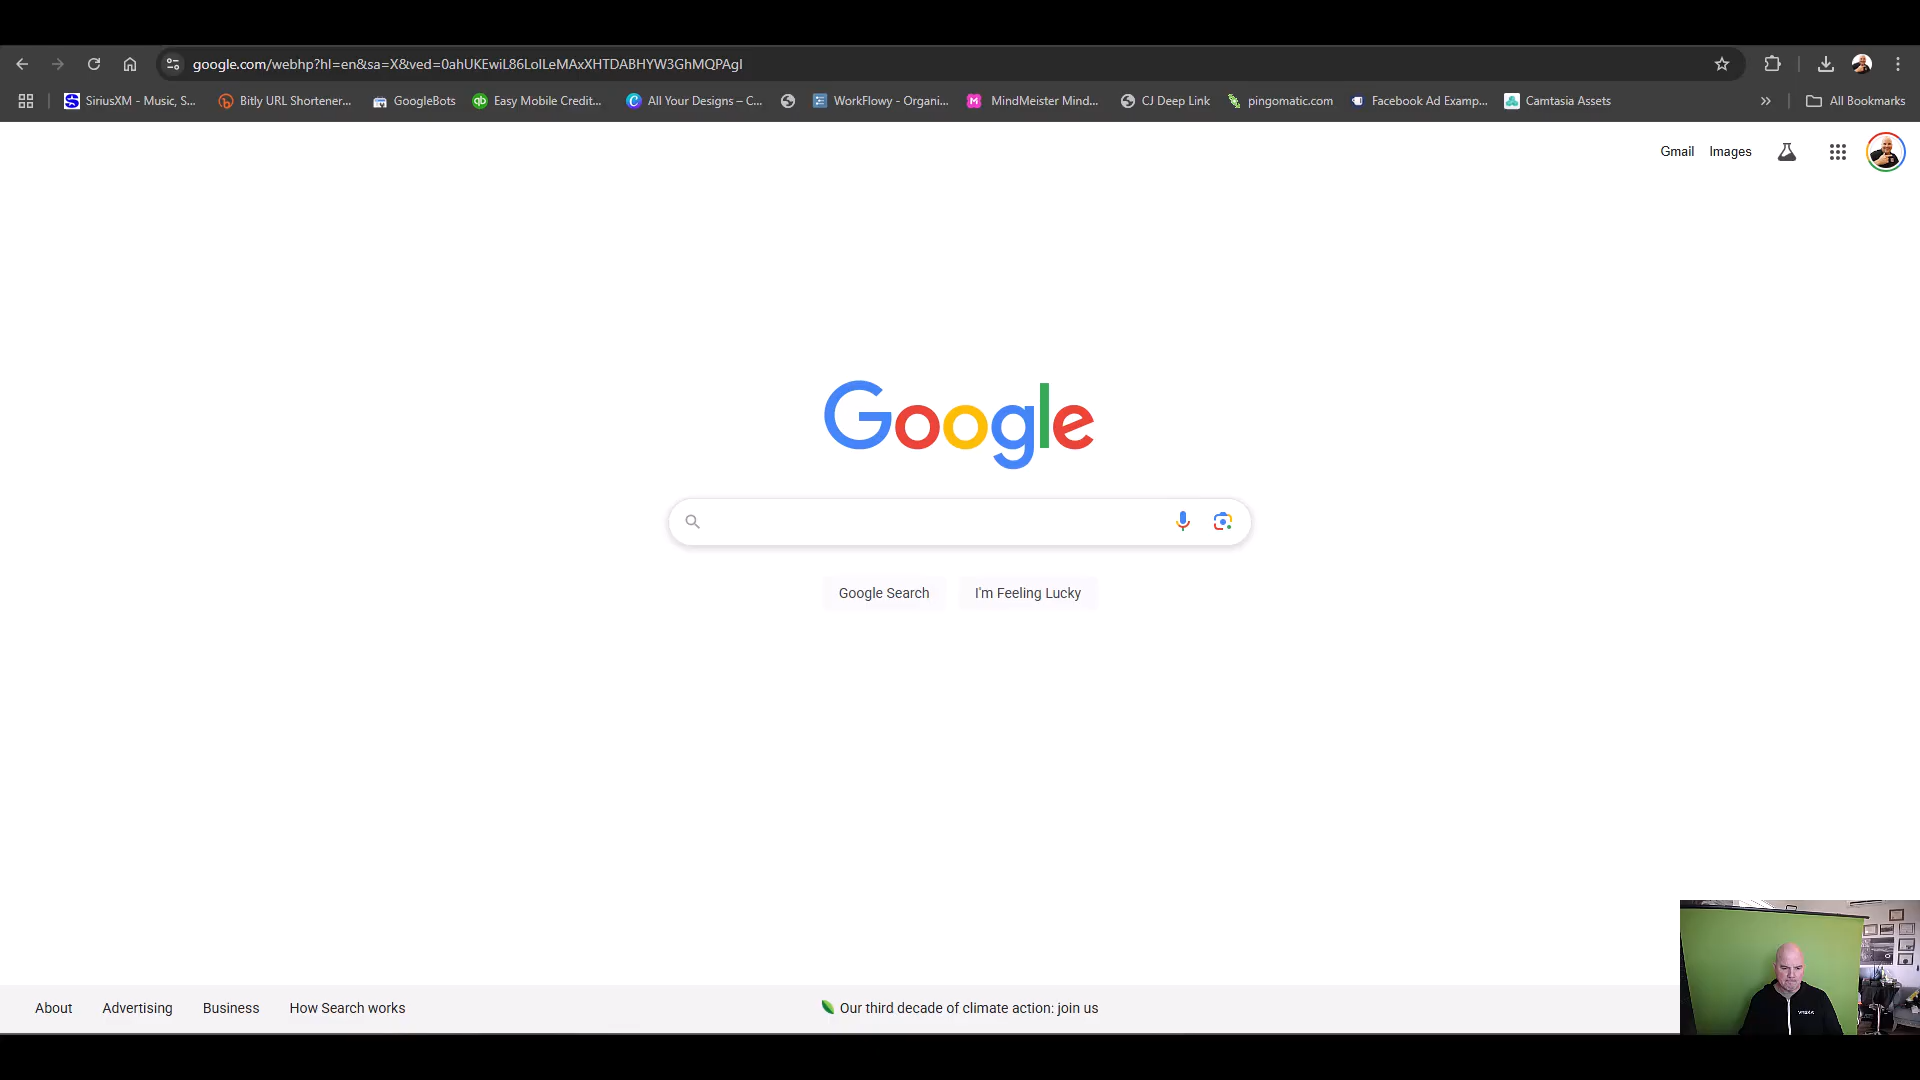 google.com/webhp?hl=en&sa=X&ved=0ahUKEwiL86LolLeMAxXHTDABHYW3GhMQPAgI
SiriusXM - Music, S... Bitly URL Shortener... GoogleBots Easy Mobile Credit... All Your Designs – C... WorkFlowy - Organi... MindMeister Mind... CJ Deep Link pingomatic.com Facebook Ad Examp... Camtasia Assets All Bookmarks
Gmail Images
Google
Google Search I'm Feeling Lucky
About Advertising Business How Search works Our third decade of climate action: join us